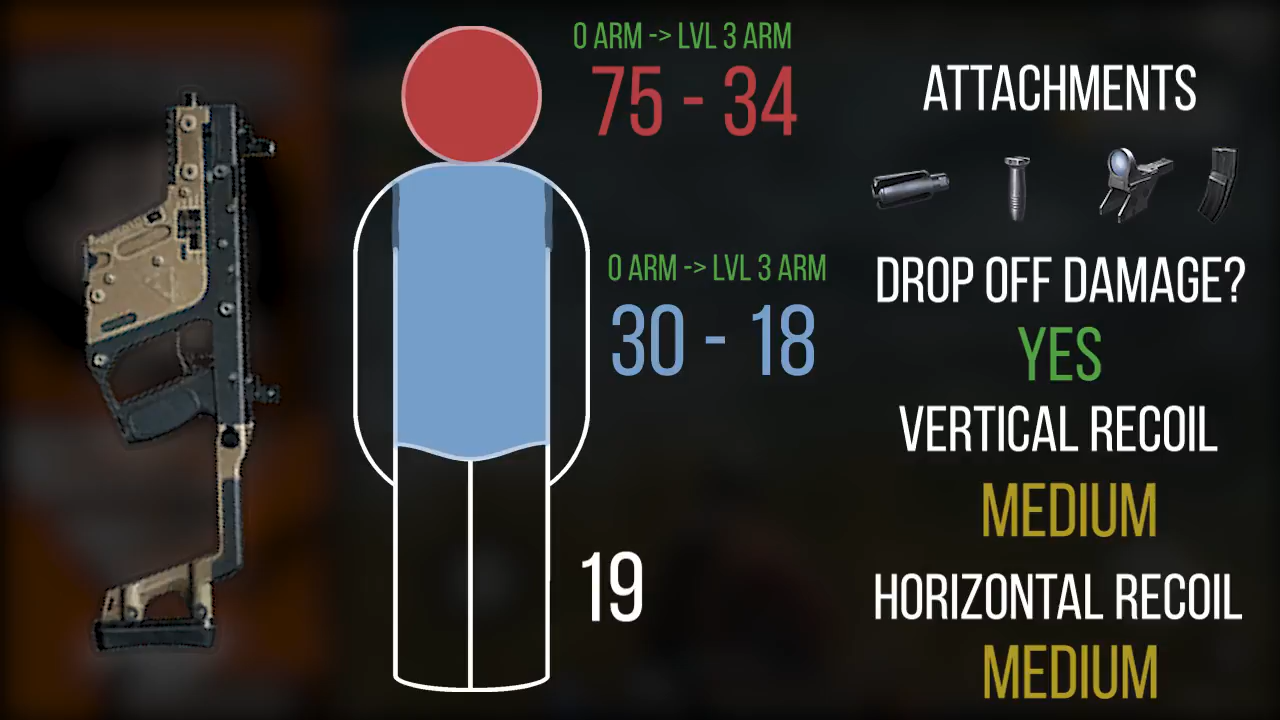 0 ARM -> LVL 3 ARM
75 - 34
0 ARM -> LVL 3 ARM
30 - 18
19
ATTACHMENTS
DROP OFF DAMAGE?
YES
VERTICAL RECOIL
MEDIUM
HORIZONTAL RECOIL
MEDIUM